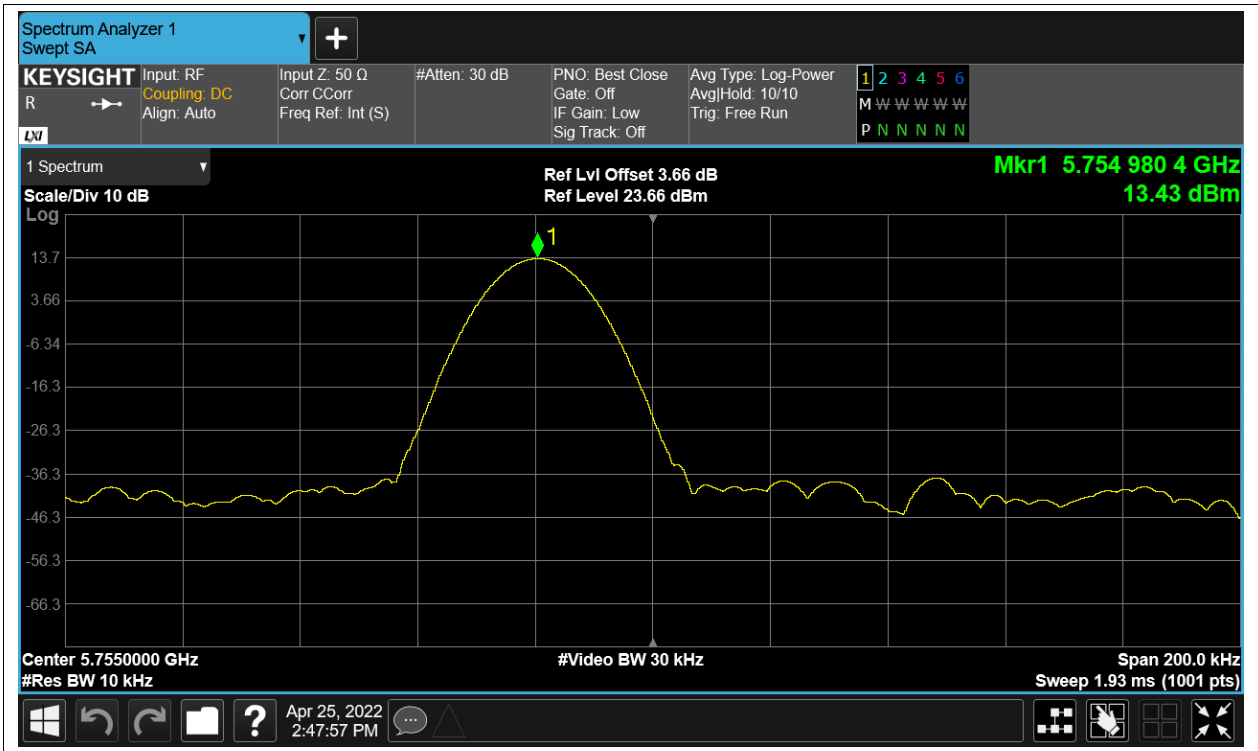 Spectrum Analyzer 1
Swept SA
KEYSIGHT
R
LXI
Input: RF
Coupling: DC
Align: Auto
Input Z: 50 Ω
Corr CCorr
Freq Ref: Int (S)
#Atten: 30 dB
PNO: Best Close
Gate: Off
IF Gain: Low
Sig Track: Off
Avg Type: Log-Power
Avg|Hold: 10/10
Trig: Free Run
1 2 3 4 5 6
M W W W W W
P N N N N N
1 Spectrum
Scale/Div 10 dB
Ref Lvl Offset 3.66 dB
Ref Level 23.66 dBm
Mkr1 5.754 980 4 GHz
13.43 dBm
Log
1
13.7
3.66
-6.34
-16.3
-26.3
-36.3
-46.3
-56.3
-66.3
Center 5.7550000 GHz
#Res BW 10 kHz
#Video BW 30 kHz
Span 200.0 kHz
Sweep 1.93 ms (1001 pts)
?
Apr 25, 2022
2:47:57 PM